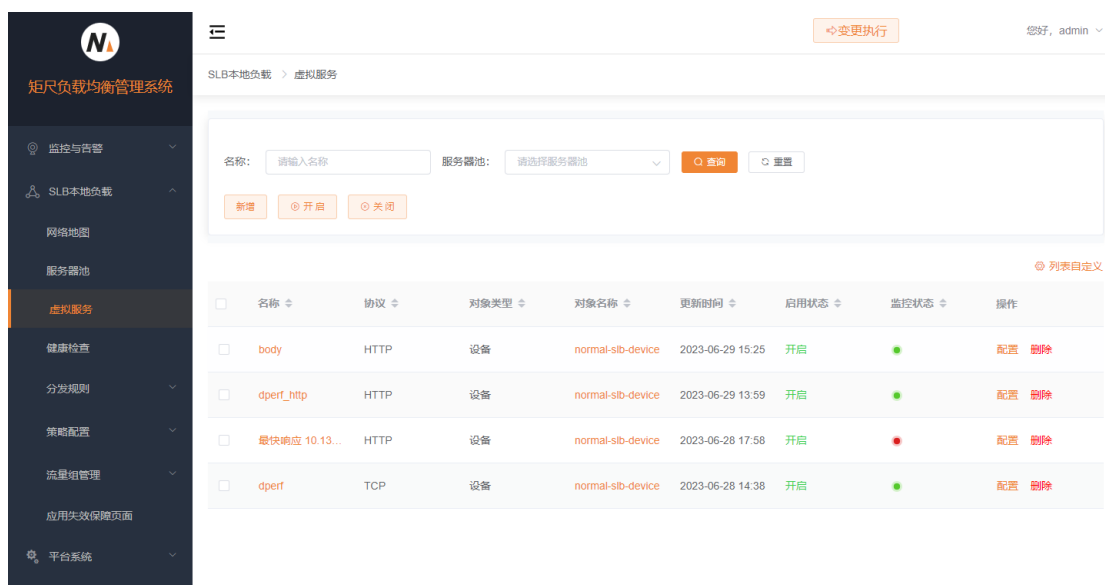 变更执行
您好，admin
矩尺负载均衡管理系统
SLB本地负载 > 虚拟服务
监控与告警
SLB本地负载
网络地图
服务器池
虚拟服务
健康检查
分发规则
策略配置
流量组管理
应用失效保障页面
平台系统
名称： 请输入名称 服务器池： 请选择服务器池 查询 重置
新增 开启 关闭
列表自定义
名称 协议 对象类型 对象名称 更新时间 启用状态 监控状态 操作
body HTTP 设备 normal-slb-device 2023-06-29 15:25 开启 配置 删除
dperf_http HTTP 设备 normal-slb-device 2023-06-29 13:59 开启 配置 删除
最快响应 10.13... HTTP 设备 normal-slb-device 2023-06-28 17:58 开启 配置 删除
dperf TCP 设备 normal-slb-device 2023-06-28 14:38 开启 配置 删除